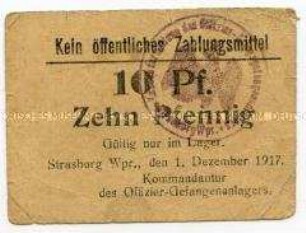 Kein öffentliches Zahlungsmittel
10 Pf.
Zehn Pfennig
Gültig nur im Lager.
Strasburg Wpr., den 1. Dezember 1917.
Kommandantur
des Offizier-Gefangenenlagers.